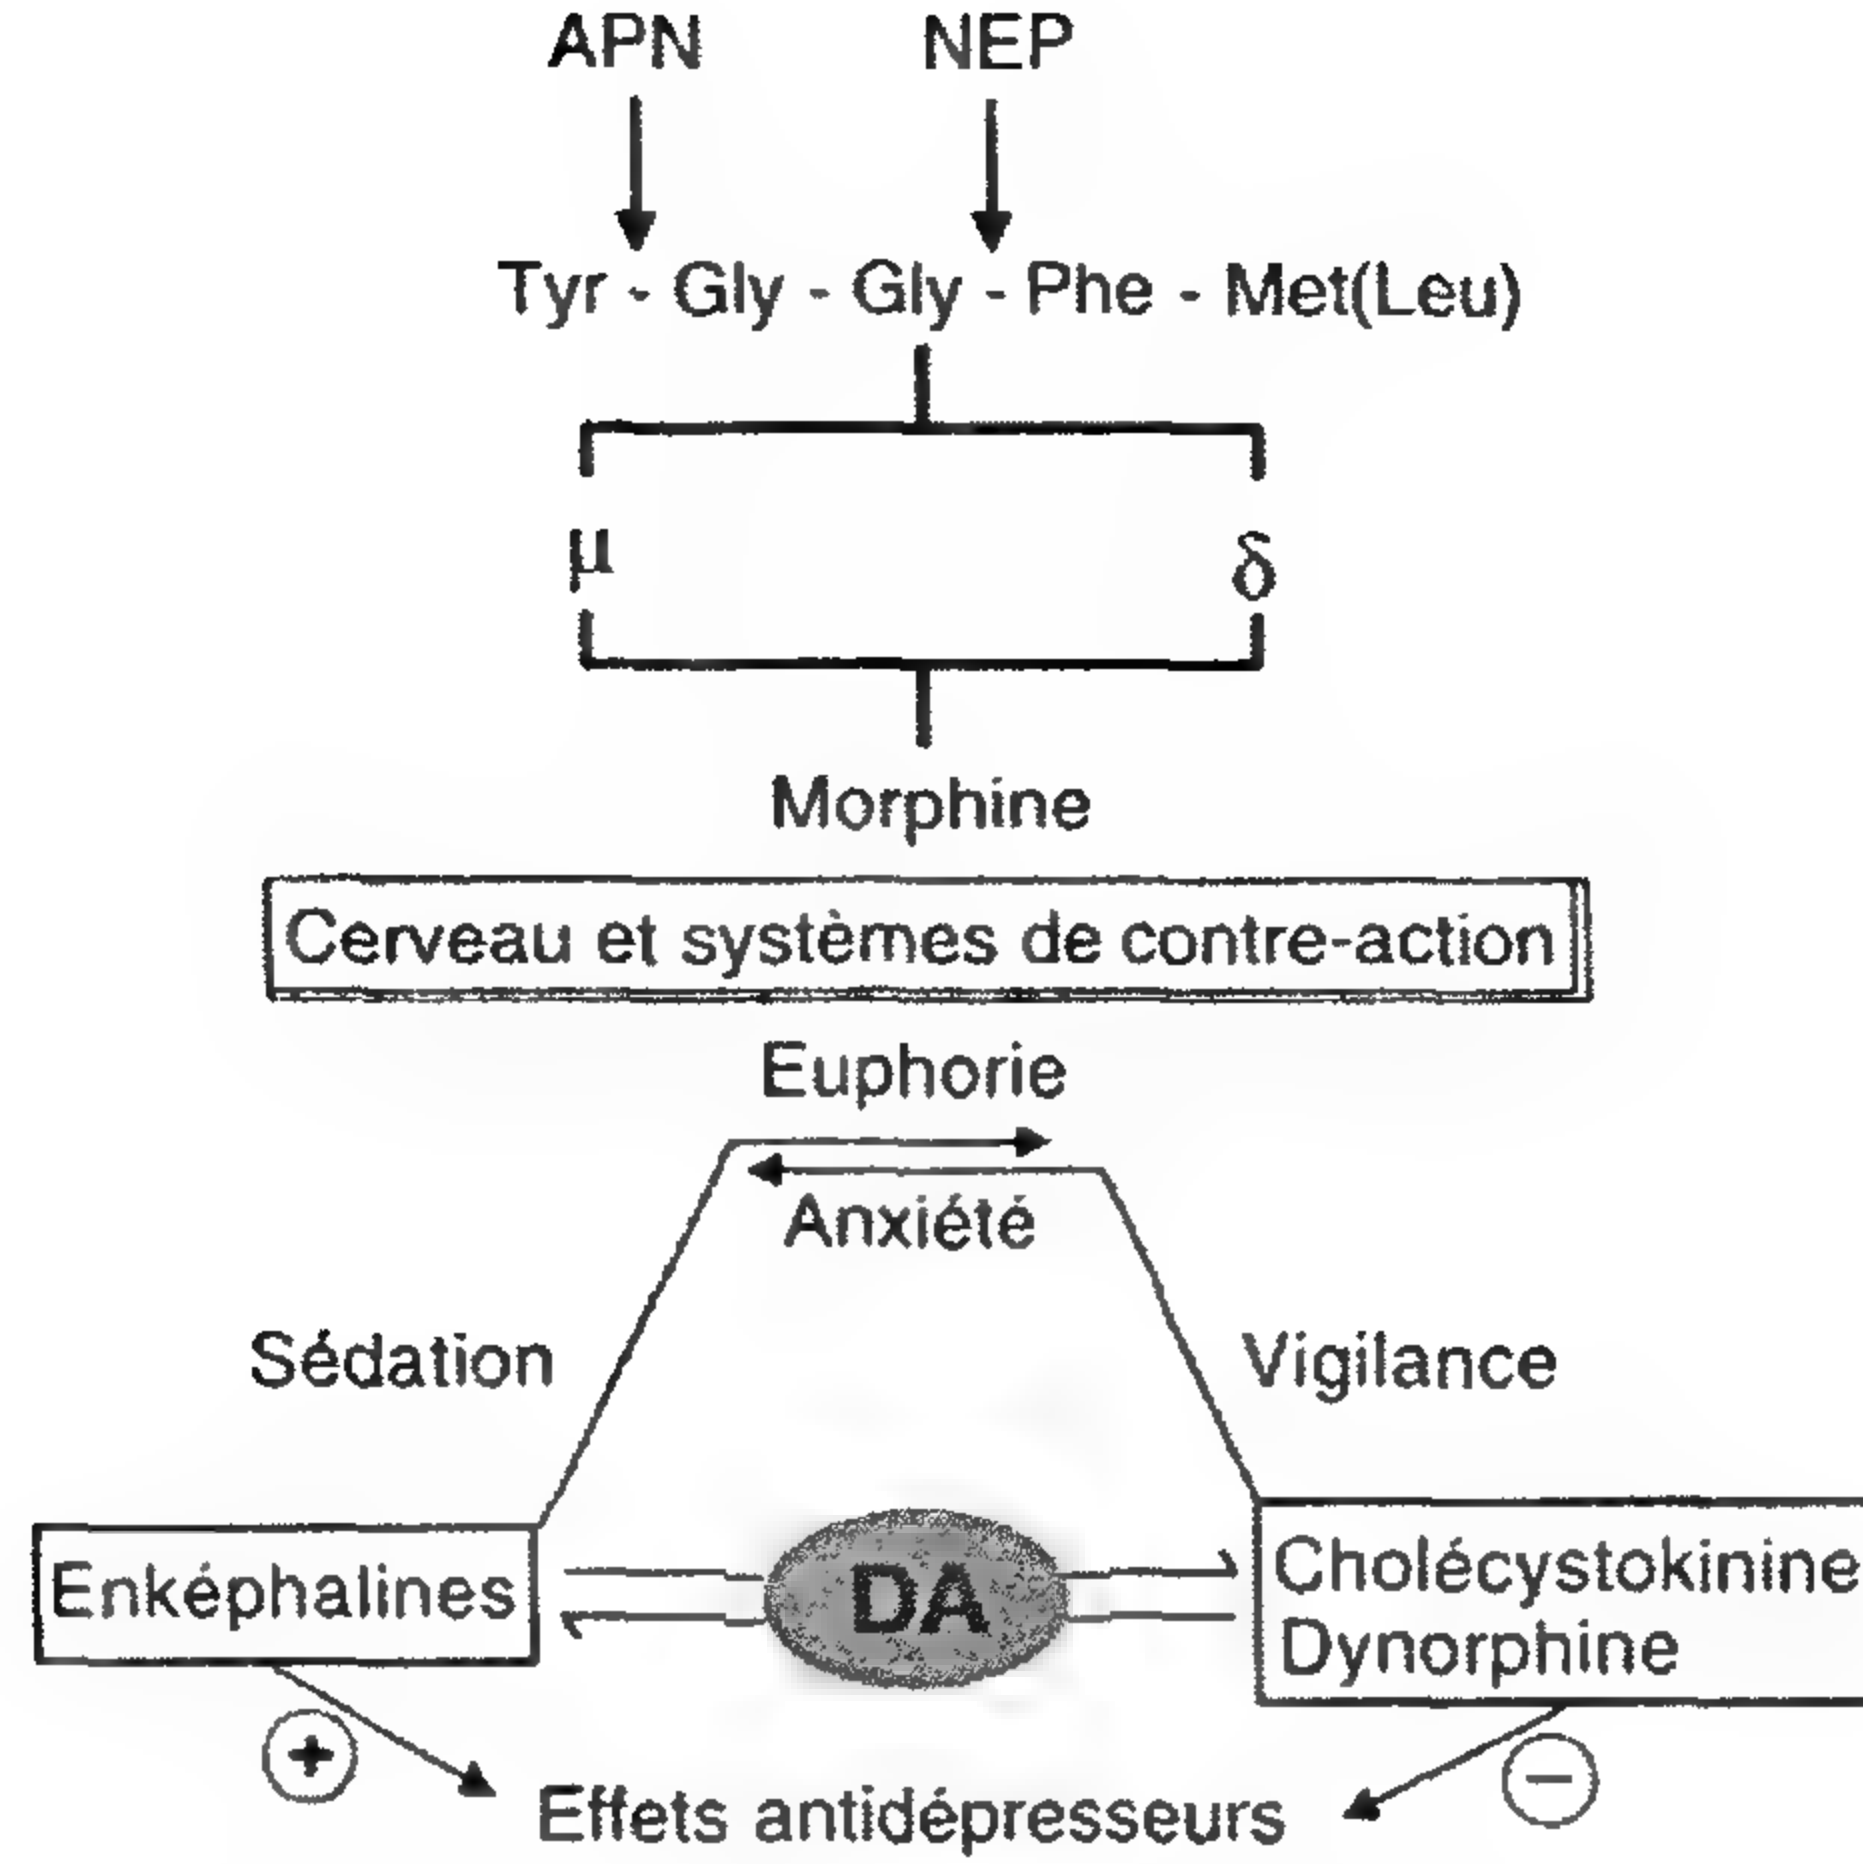 APN NEP
Tyr - Gly - Gly - Phe - Met(Leu)
μ δ
Morphine
Cerveau et systèmes de contre-action
Euphorie
Anxiété
Sédation Vigilance
Enképhalines DA Cholécystokinine
Dynorphine
+ −
Effets antidépresseurs